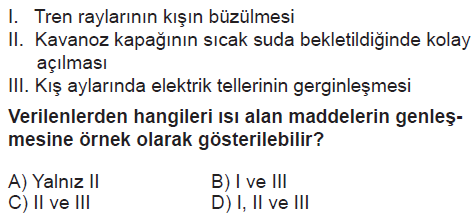 I. Tren raylarının kışın büzülmesi
II. Kavanoz kapağının sıcak suda bekletildiğinde kolay
açılması
III. Kış aylarında elektrik tellerinin gerginleşmesi
Verilenlerden hangileri ısı alan maddelerin genleş-
mesine örnek olarak gösterilebilir?
A) Yalnız II B) I ve III
C) II ve III D) I, II ve III